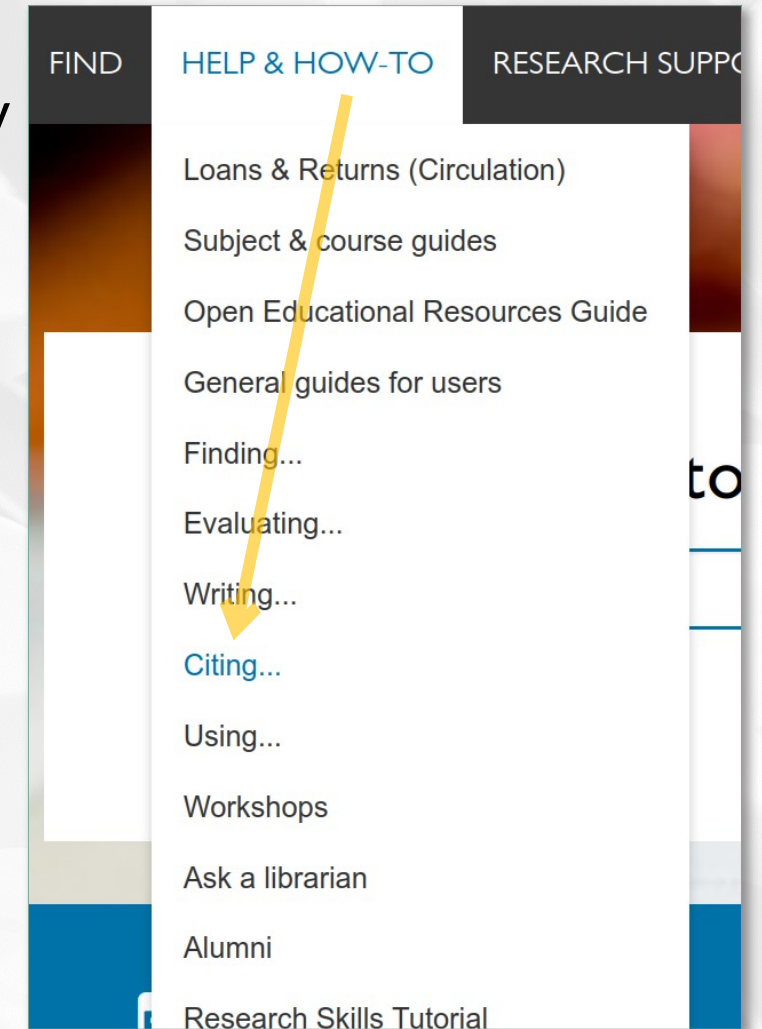 FIND HELP & HOW-TO RESEARCH SUPPO
Loans & Returns (Circulation)
Subject & course guides
Open Educational Resources Guide
General guides for users
Finding...
to
Evaluating...
Writing...
Citing...
Using...
Workshops
Ask a librarian
Alumni
Research Skills Tutorial